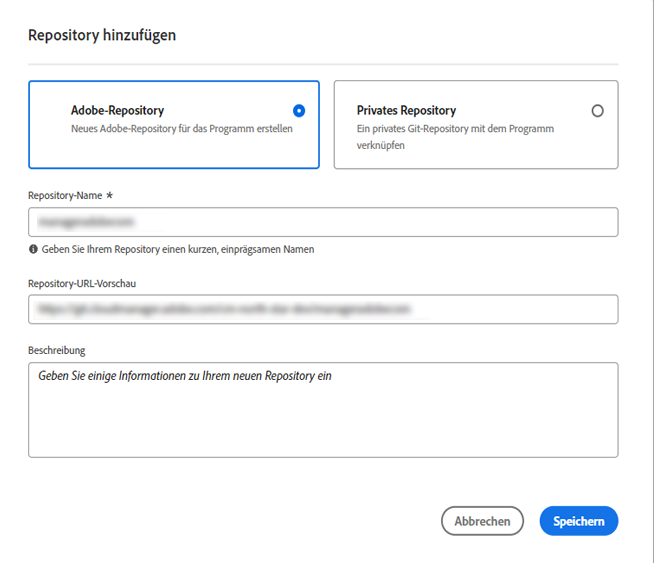 Repository hinzufügen
Adobe-Repository
Neues Adobe-Repository für das Programm erstellen
Privates Repository
Ein privates Git-Repository mit dem Programm
verknüpfen
Repository-Name *
Geben Sie Ihrem Repository einen kurzen, einprägsamen Namen
Repository-URL-Vorschau
Beschreibung
Geben Sie einige Informationen zu Ihrem neuen Repository ein
Abbrechen
Speichern